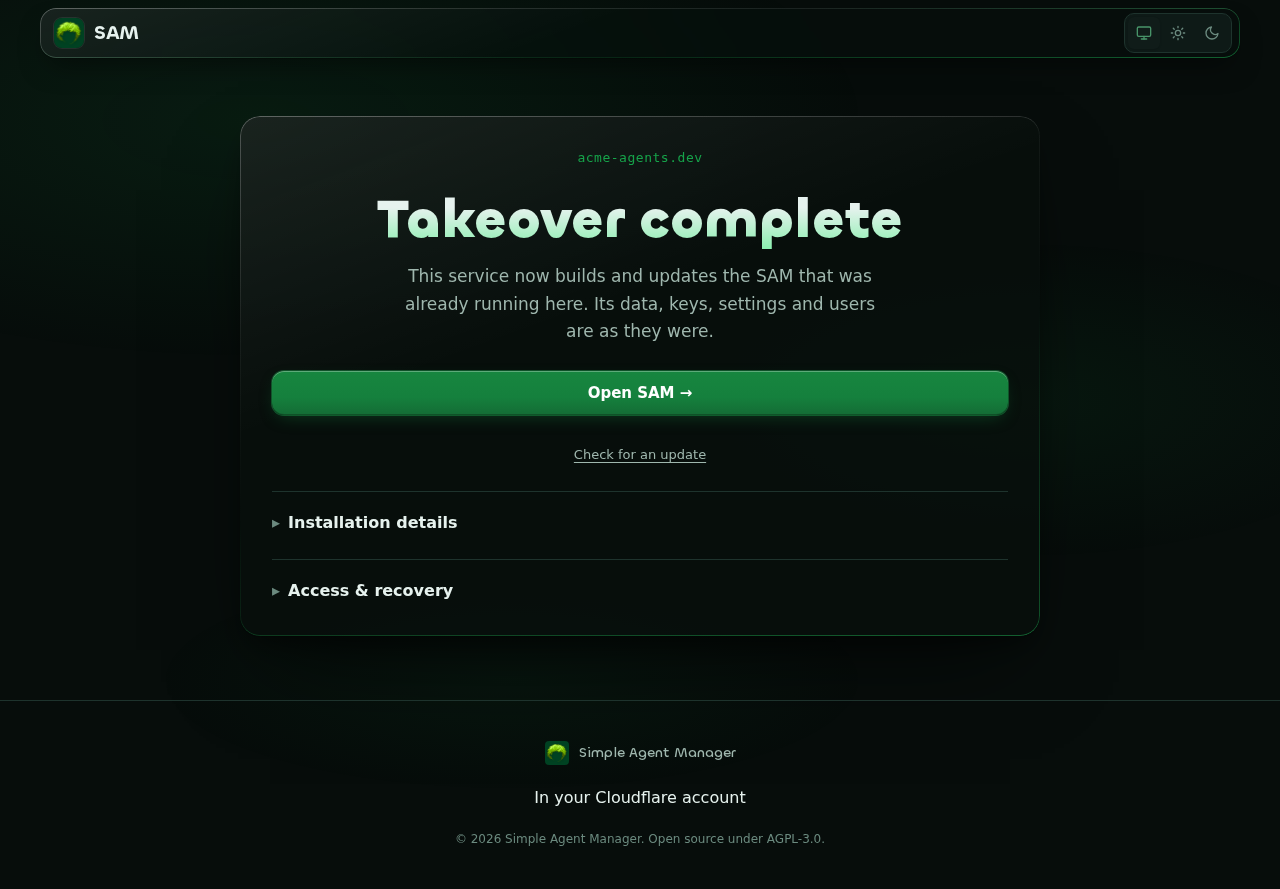 SAM
acme-agents.dev
Takeover complete
This service now builds and updates the SAM that was
already running here. Its data, keys, settings and users
are as they were.
Open SAM →
Check for an update
▸ Installation details
▸ Access & recovery
Simple Agent Manager
In your Cloudflare account
© 2026 Simple Agent Manager. Open source under AGPL-3.0.